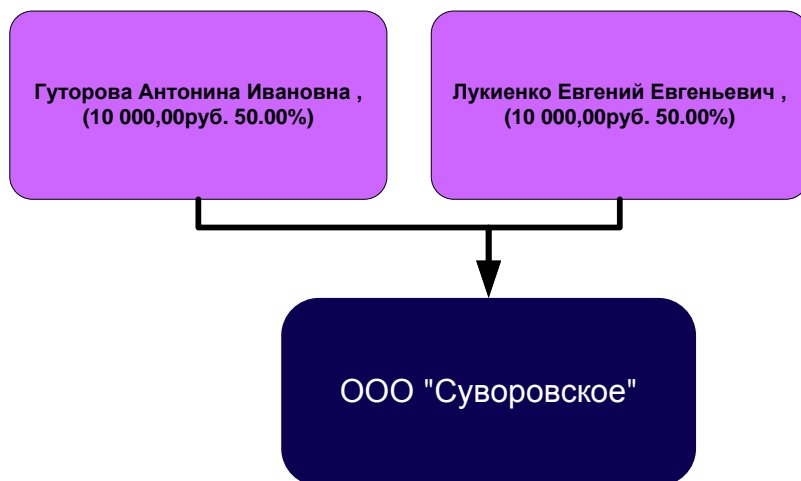 Гуторова Антонина Ивановна ,
(10 000,00руб. 50.00%)
Лукиенко Евгений Евгеньевич ,
(10 000,00руб. 50.00%)
ООО "Суворовское"